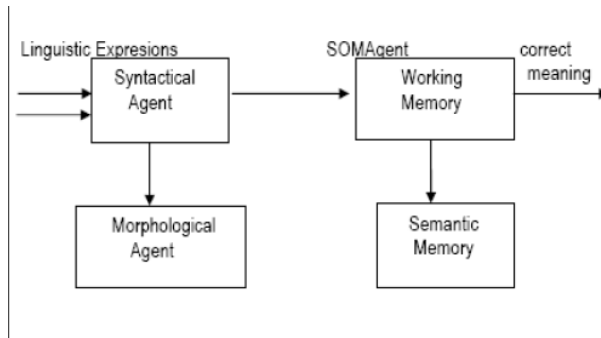 Linguistic Expresions
SOMAgent
correct
meaning
Syntactical
Agent
Working
Memory
Morphological
Agent
Semantic
Memory